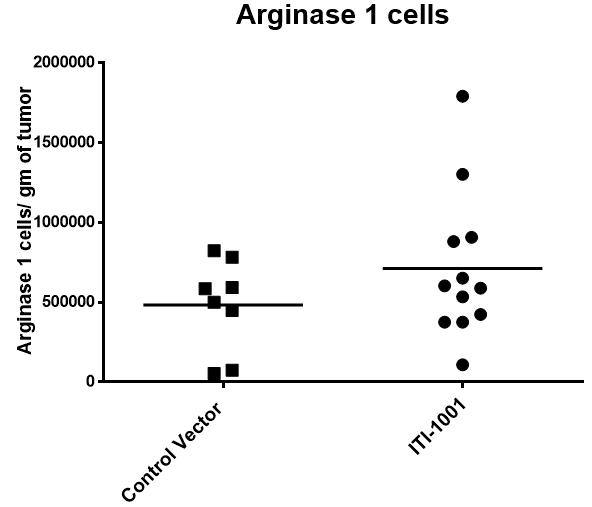 Arginase 1 cells
Arginase 1 cells/ gm of tumor
2000000
1500000
1000000
500000
0
Control Vector
ITI-1001